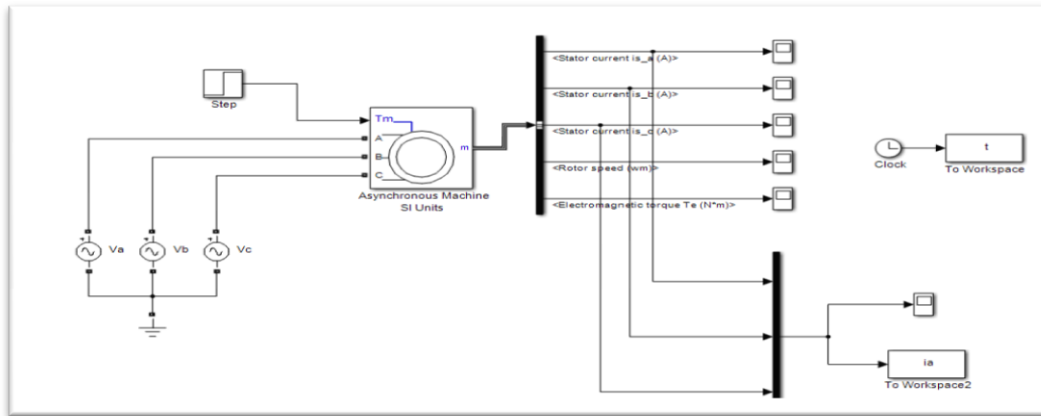 <Stator current is_a (A)>
Step
<Stator current is_b (A)>
Tm
<Stator current is_c (A)>
A
m
t
B
Clock
To Workspace
<Rotor speed (wm)>
C
Asynchronous Machine
SI Units
<Electromagnetic torque Te (N*m)>
Va
Vb
Vc
ia
To Workspace2